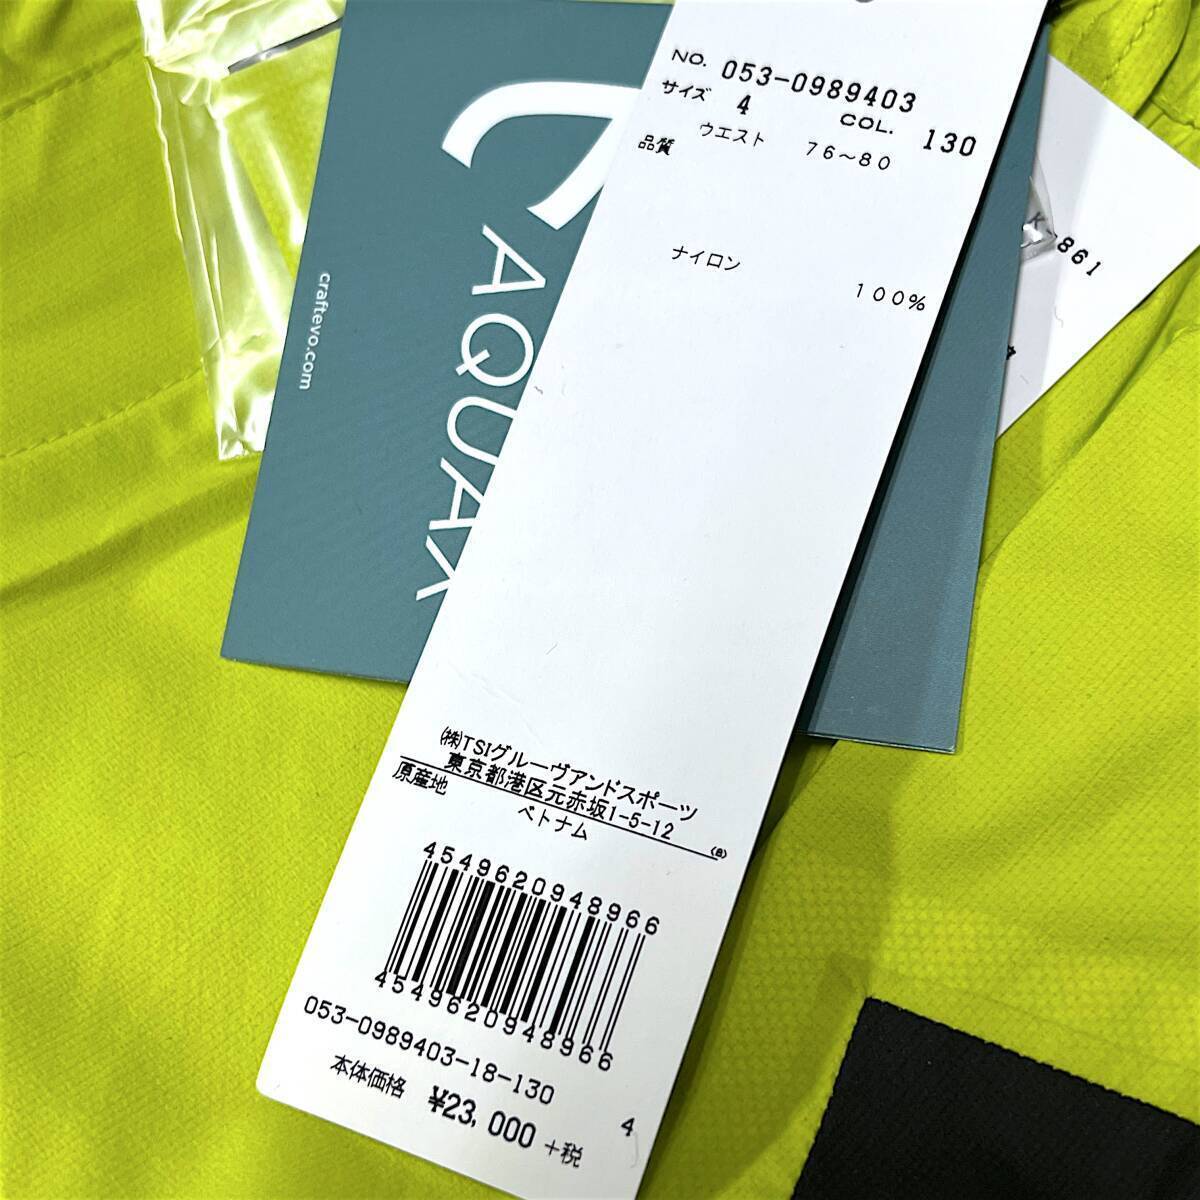 NO. 053-0989403
サイズ 4 COL. 130
ウエスト 76～80
品質
ナイロン 100%
(株)TSIグルーヴアンドスポーツ
東京都港区元赤坂1-5-12
(B)
原産地 ベトナム
4549620948966
4549620948966
053-0989403-18-130
4
本体価格 ¥23,000 +税
AQUAX
craftevo.com
K-861